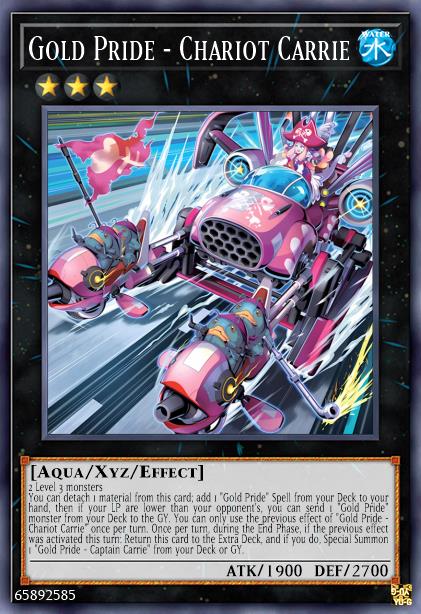 Gold Pride - Chariot Carrie
WATER
水
[Aqua/Xyz/Effect]
2 Level 3 monsters
You can detach 1 material from this card; add 1 "Gold Pride" Spell from your Deck to your
hand, then if your LP are lower than your opponent's, you can send 1 "Gold Pride"
monster from your Deck to the GY. You can only use the previous effect of "Gold Pride -
Chariot Carrie" once per turn. Once per turn, during the End Phase, if the previous effect
was activated this turn: Return this card to the Extra Deck, and if you do, Special Summon
1 "Gold Pride - Captain Carrie" from your Deck or GY.
ATK/1900 DEF/2700
65892585